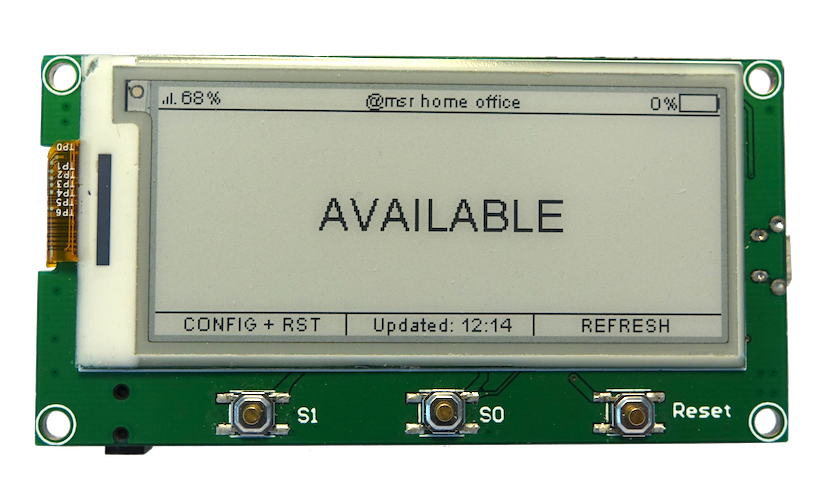 68%
@msr home office
0%
AVAILABLE
CONFIG + RST
Updated: 12:14
REFRESH
TP0
TP1
TP2
TP3
TP4
TP5
TP6
S1
S0
Reset